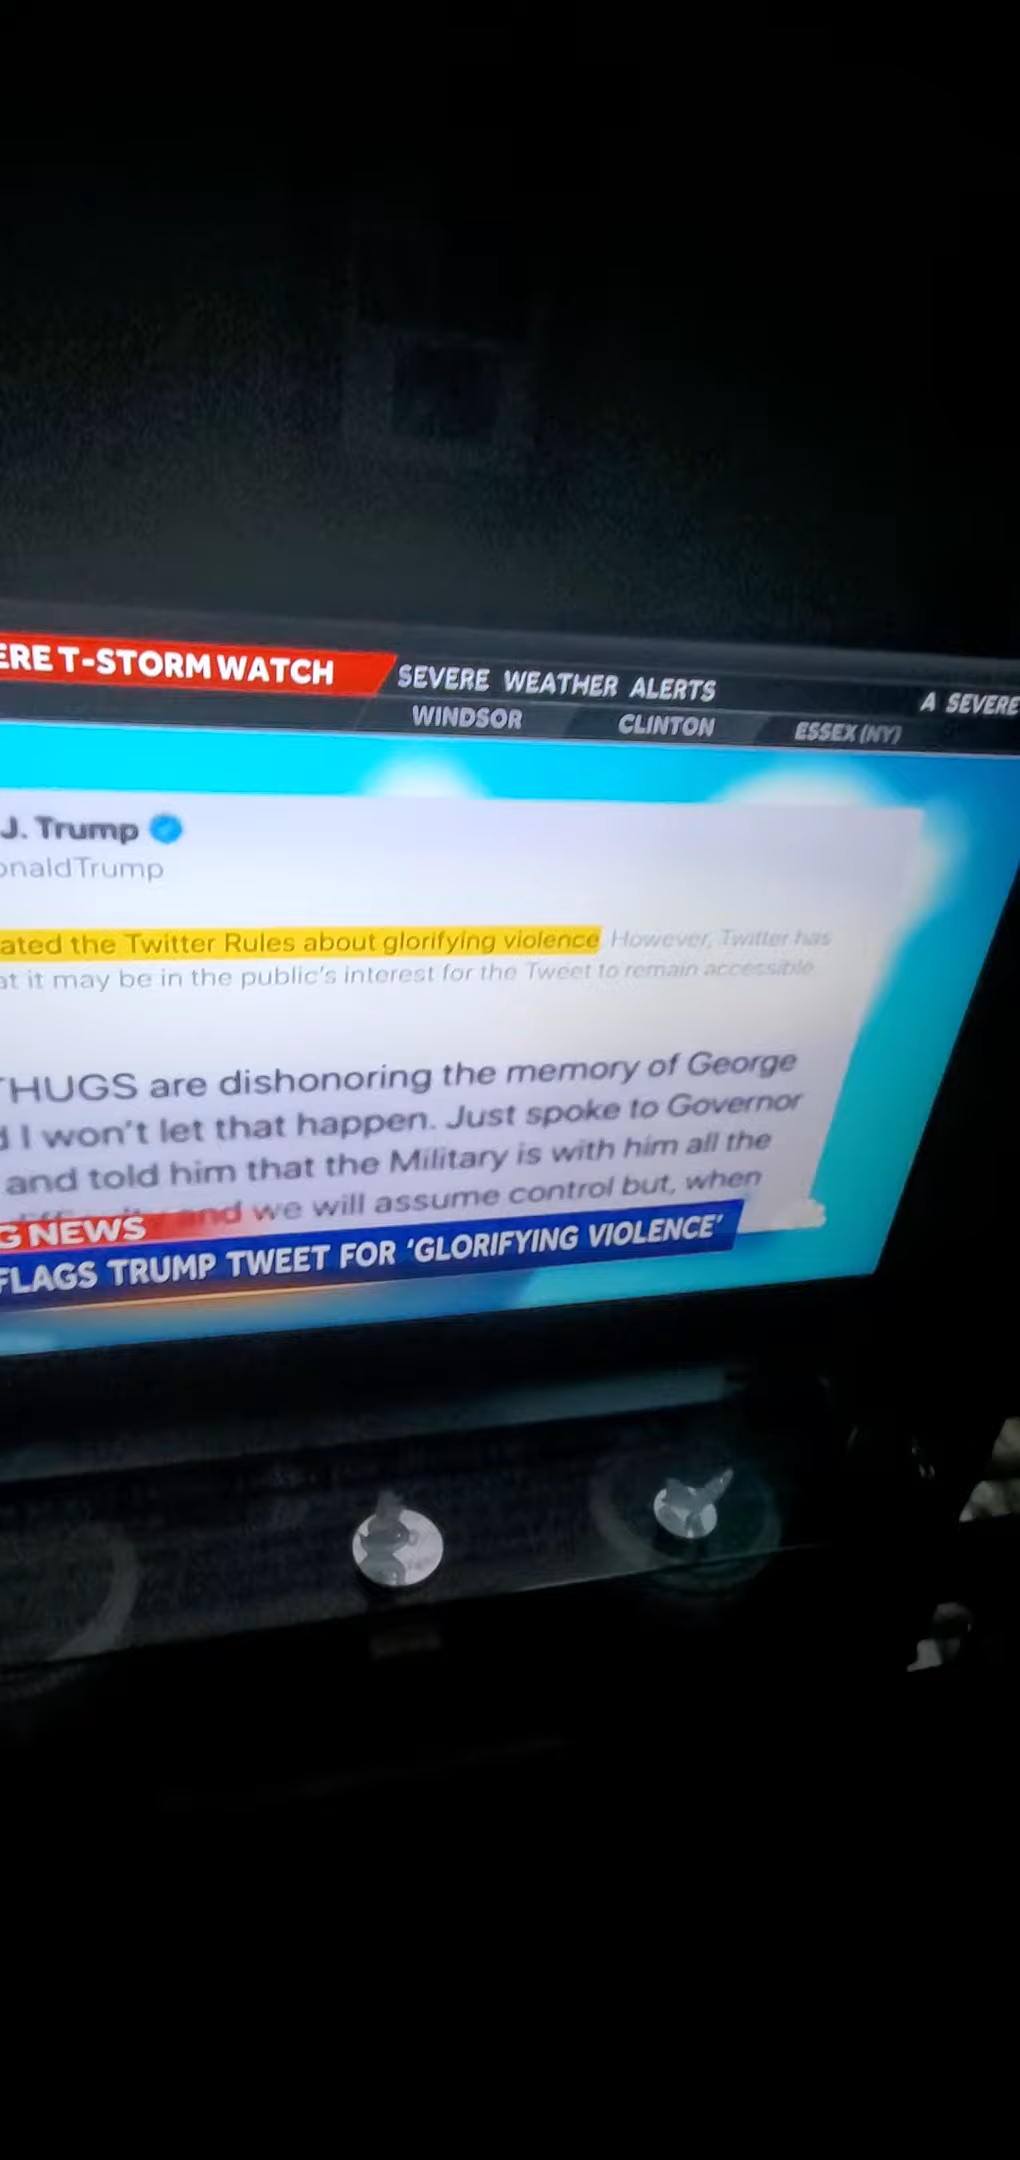 ERE T-STORM WATCH
SEVERE WEATHER ALERTS
A SEVERE
WINDSOR CLINTON ESSEX (NY)
J. Trump
onaldTrump
ated the Twitter Rules about glorifying violence. However, Twitter has
at it may be in the public's interest for the Tweet to remain accessible
THUGS are dishonoring the memory of George
d I won't let that happen. Just spoke to Governor
and told him that the Military is with him all the
and we will assume control but, when
G NEWS
FLAGS TRUMP TWEET FOR 'GLORIFYING VIOLENCE'